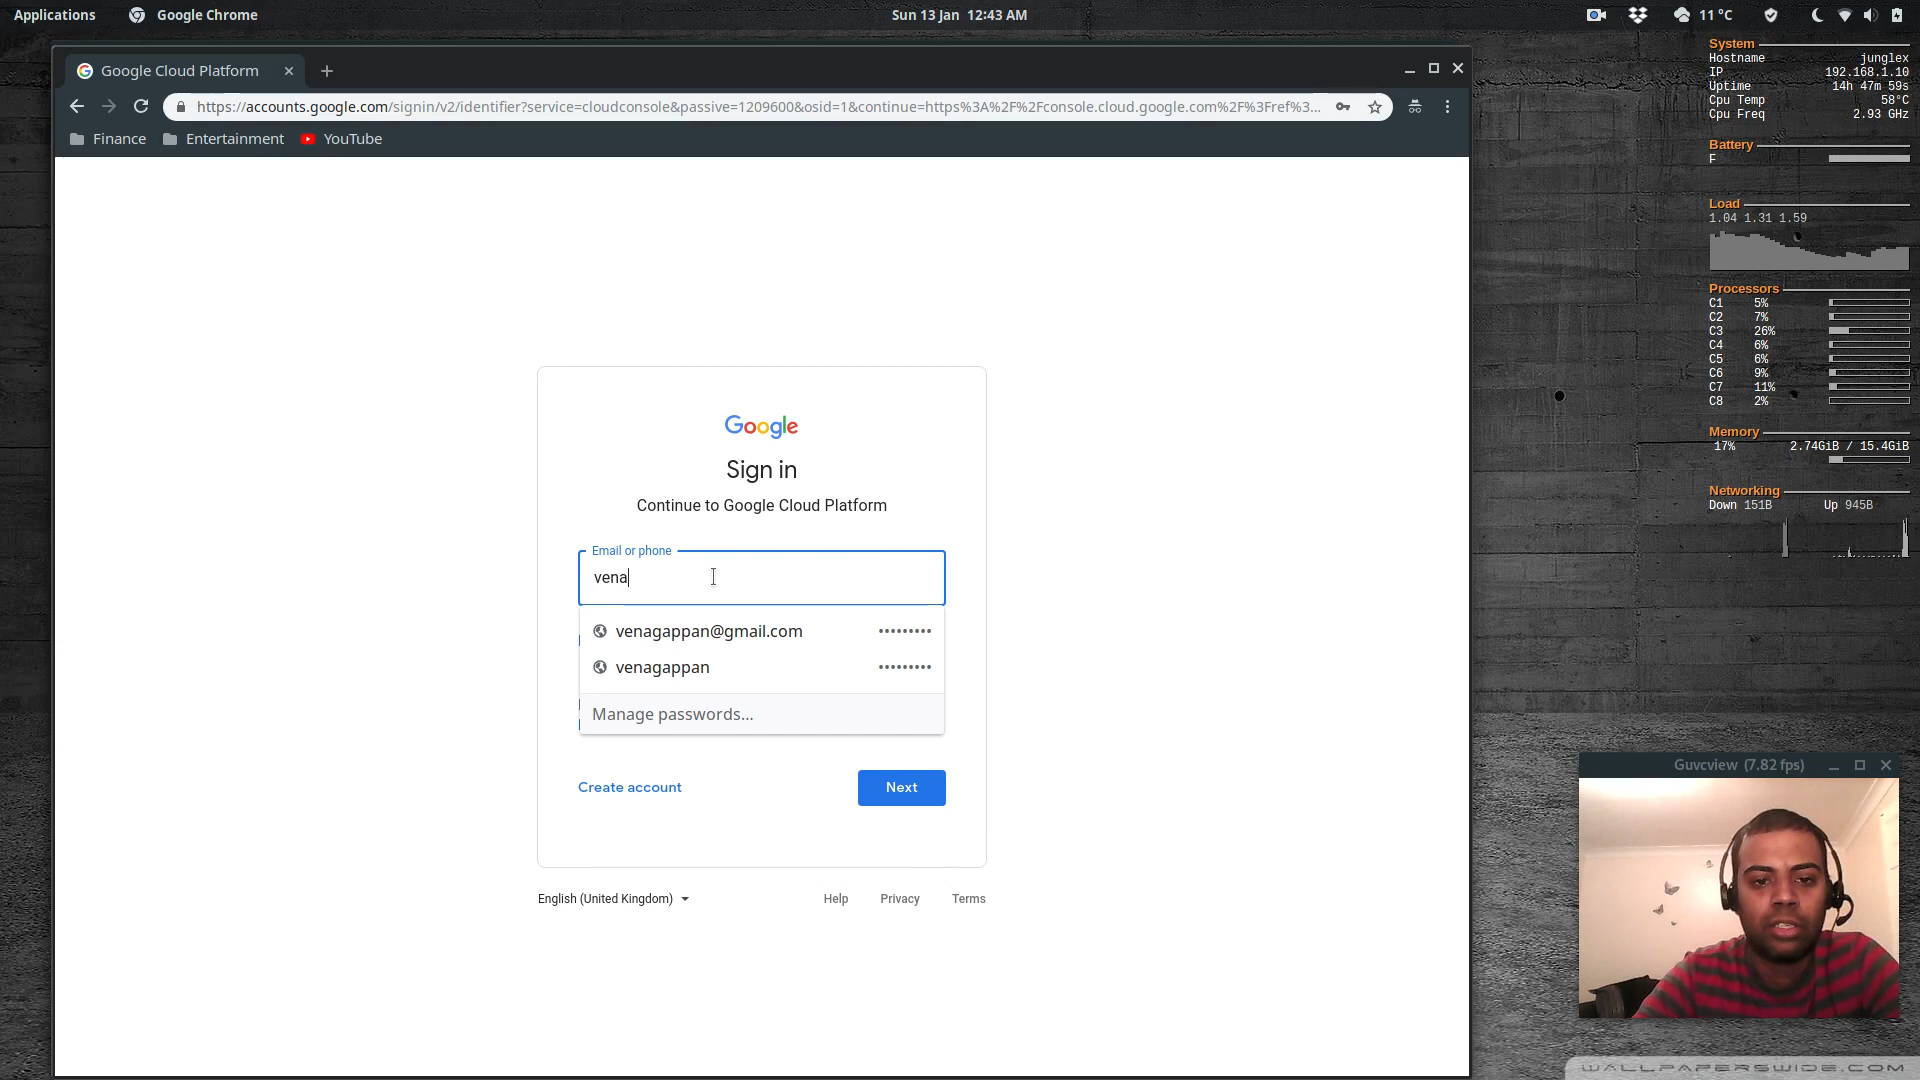 Applications
Google Chrome
Sun 13 Jan 12:43 AM
11 °C
Google Cloud Platform
https://accounts.google.com/signin/v2/identifier?service=cloudconsole&passive=1209600&osid=1&continue=https%3A%2F%2Fconsole.cloud.google.com%2F%3Fref%3...
Finance
Entertainment
YouTube
Google
Sign in
Continue to Google Cloud Platform
Email or phone
vena
venagappan@gmail.com •••••••••
venagappan •••••••••
Manage passwords...
Create account
Next
English (United Kingdom)
Help
Privacy
Terms
System
Hostname junglex
IP 192.168.1.10
Uptime 14h 47m 59s
Cpu Temp 58°C
Cpu Freq 2.93 GHz
Battery
F
Load
1.04 1.31 1.59
Processors
C1 5%
C2 7%
C3 26%
C4 6%
C5 6%
C6 9%
C7 11%
C8 2%
Memory
17% 2.74GiB / 15.4GiB
Networking
Down 151B Up 945B
Guvcview (7.82 fps)
WALLPAPERSWIDE.COM